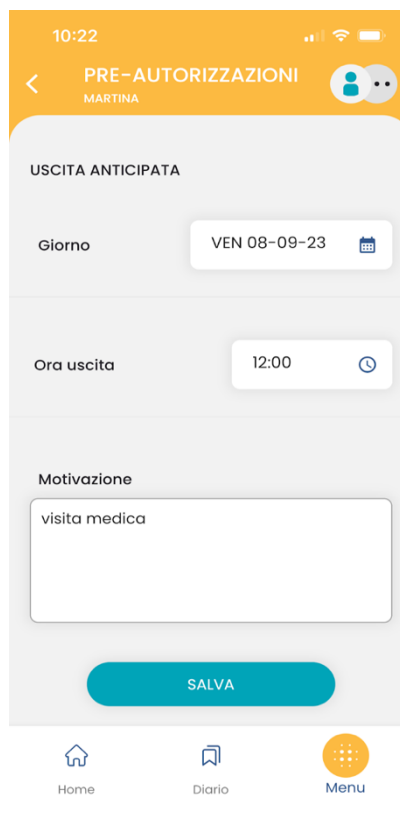 10:22
PRE-AUTORIZZAZIONI
MARTINA
USCITA ANTICIPATA
Giorno
VEN 08-09-23
Ora uscita
12:00
Motivazione
visita medica
SALVA
Home
Diario
Menu